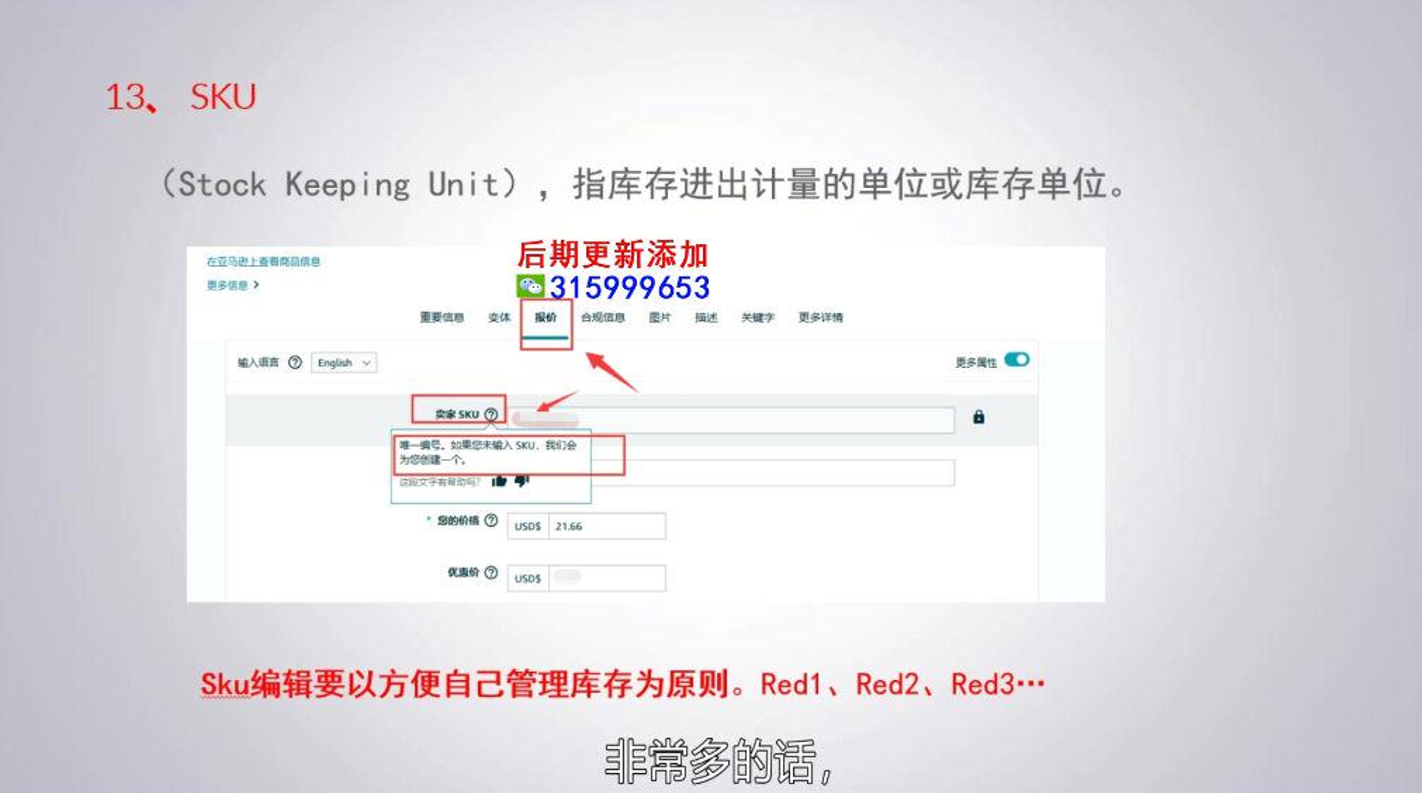 13、 SKU
（Stock Keeping Unit），指库存进出计量的单位或库存单位。
后期更新添加
315999653
在亚马逊上查看商品信息
更多信息 >
重要信息 变体 报价 合规信息 图片 描述 关键字 更多详情
输入语言 ? English
更多属性
卖家 SKU ?
唯一编号。如果您未输入 SKU，我们会
为您创建一个。
这段文字有帮助吗?
* 您的价格 ? USD$ 21.66
优惠价 ? USD$
Sku编辑要以方便自己管理库存为原则。Red1、Red2、Red3…
非常多的话，